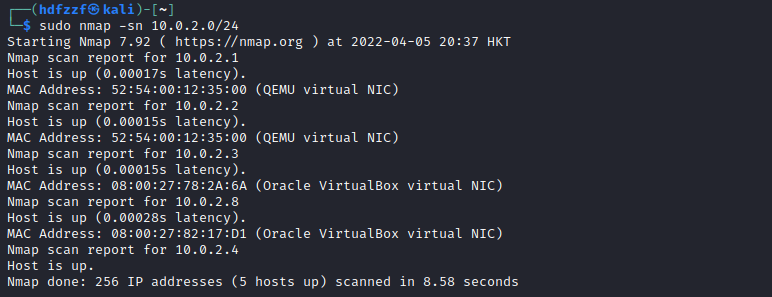 ┌──(hdfzzf㉿kali)-[~]
└─$ sudo nmap -sn 10.0.2.0/24
Starting Nmap 7.92 ( https://nmap.org ) at 2022-04-05 20:37 HKT
Nmap scan report for 10.0.2.1
Host is up (0.00017s latency).
MAC Address: 52:54:00:12:35:00 (QEMU virtual NIC)
Nmap scan report for 10.0.2.2
Host is up (0.00015s latency).
MAC Address: 52:54:00:12:35:00 (QEMU virtual NIC)
Nmap scan report for 10.0.2.3
Host is up (0.00015s latency).
MAC Address: 08:00:27:78:2A:6A (Oracle VirtualBox virtual NIC)
Nmap scan report for 10.0.2.8
Host is up (0.00028s latency).
MAC Address: 08:00:27:82:17:D1 (Oracle VirtualBox virtual NIC)
Nmap scan report for 10.0.2.4
Host is up.
Nmap done: 256 IP addresses (5 hosts up) scanned in 8.58 seconds